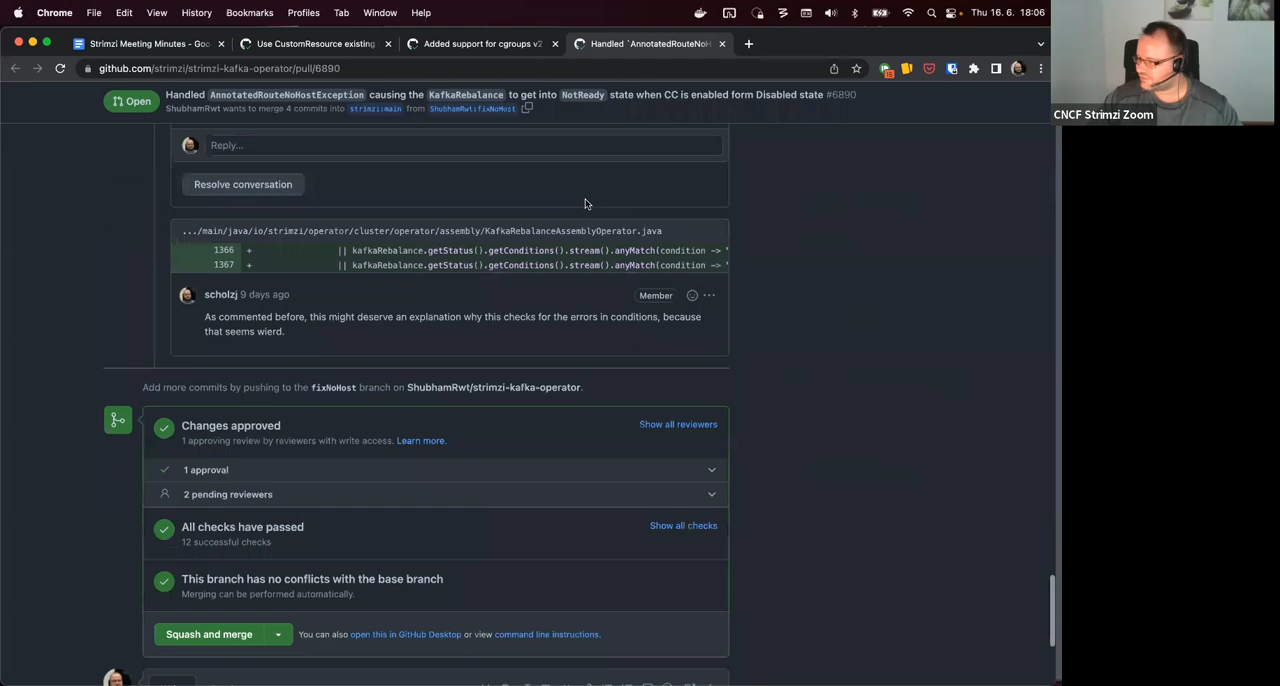 Chrome File Edit View History Bookmarks Profiles Tab Window Help Thu 16. 6. 18:06
Strimzi Meeting Minutes - Goo Use CustomResource existing Added support for cgroups v2 Handled `AnnotatedRouteNoH
github.com/strimzi/strimzi-kafka-operator/pull/6890 15
Open Handled AnnotatedRouteNoHostException causing the KafkaRebalance to get into NotReady state when CC is enabled form Disabled state #6890
ShubhamRwt wants to merge 4 commits into strimzi:main from ShubhamRwt:fixNoHost
CNCF Strimzi Zoom
Reply...
Resolve conversation
.../main/java/io/strimzi/operator/cluster/operator/assembly/KafkaRebalanceAssemblyOperator.java
1366 + || kafkaRebalance.getStatus().getConditions().stream().anyMatch(condition -> "
1367 + || kafkaRebalance.getStatus().getConditions().stream().anyMatch(condition -> "
scholzj 9 days ago Member
As commented before, this might deserve an explanation why this checks for the errors in conditions, because
that seems wierd.
Add more commits by pushing to the fixNoHost branch on ShubhamRwt/strimzi-kafka-operator.
Changes approved Show all reviewers
1 approving review by reviewers with write access. Learn more.
1 approval
2 pending reviewers
All checks have passed Show all checks
12 successful checks
This branch has no conflicts with the base branch
Merging can be performed automatically.
Squash and merge You can also open this in GitHub Desktop or view command line instructions.